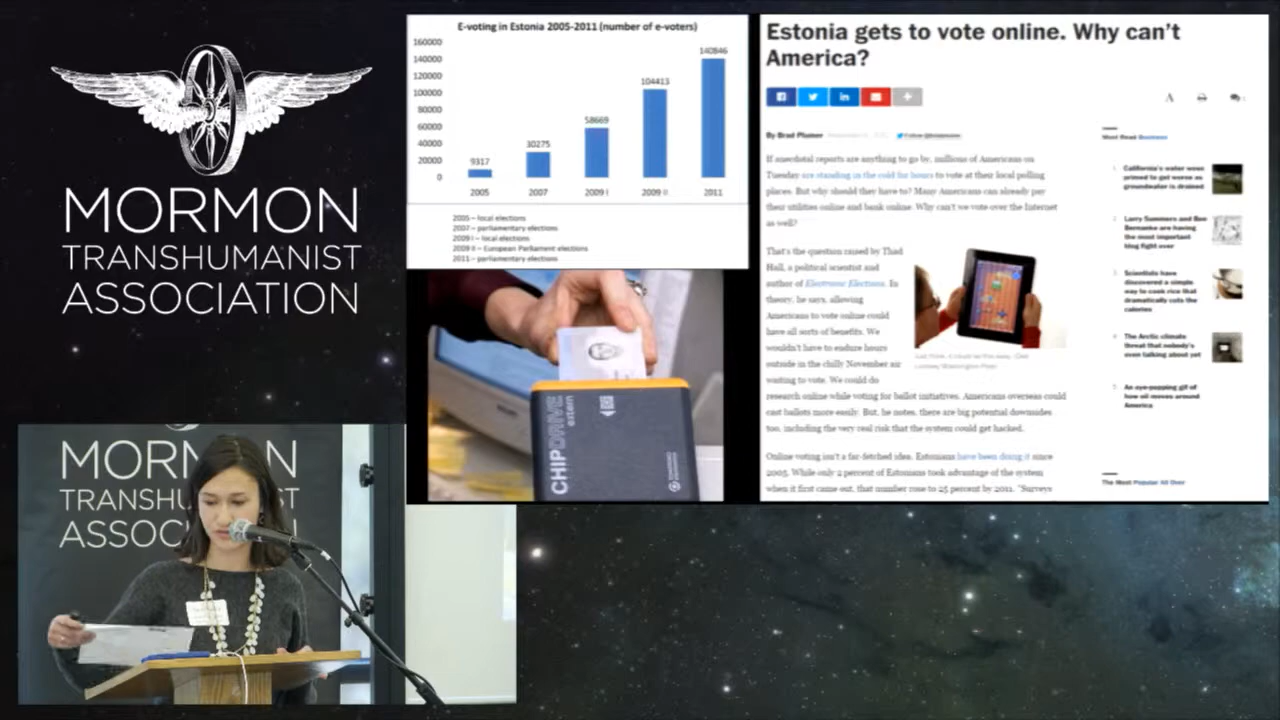 MORMON
TRANSHUMANIST
ASSOCIATION
E-voting in Estonia 2005-2011 (number of e-voters)
160000
140000
120000
100000
80000
60000
40000
20000
0
9317
30275
58669
104413
140846
2005
2007
2009 I
2009 II
2011
2005 – local elections
2007 – parliamentary elections
2009 I – local elections
2009 II – European Parliament elections
2011 – parliamentary elections
CHIPDRIVE
extern
Estonia gets to vote online. Why can't
America?
By Brad Plumer
If anecdotal reports are anything to go by, millions of Americans on
Tuesday are standing in the cold for hours to vote at their local polling
places. But why should they have to? Many Americans can already pay
their utilities online and bank online. Why can't we vote over the Internet
as well?
That's the question raised by Thad
Hall, a political scientist and
author of Electronic Elections. In
theory, he says, allowing
Americans to vote online could
have all sorts of benefits. We
wouldn't have to endure hours
outside in the chilly November air
waiting to vote. We could do
research online while voting for ballot initiatives. Americans overseas could
cast ballots more easily. But, he notes, there are big potential downsides
too, including the very real risk that the system could get hacked.
Online voting isn't a far-fetched idea. Estonians have been doing it since
2005. While only 2 percent of Estonians took advantage of the system
when it first came out, that number rose to 25 percent by 2011. "Surveys
Most Read Business
1 California's water woes
primed to get worse as
groundwater is drained
2 Larry Summers and Ben
Bernanke are having
the most important
blog fight ever
3 Scientists have
discovered a simple
way to cook rice that
dramatically cuts the
calories
4 The Arctic climate
threat that nobody's
even talking about yet
5 An eye-popping gif of
how oil moves around
America
The Most Popular All Over
MORMON
TRANSHU IST
ASSOC